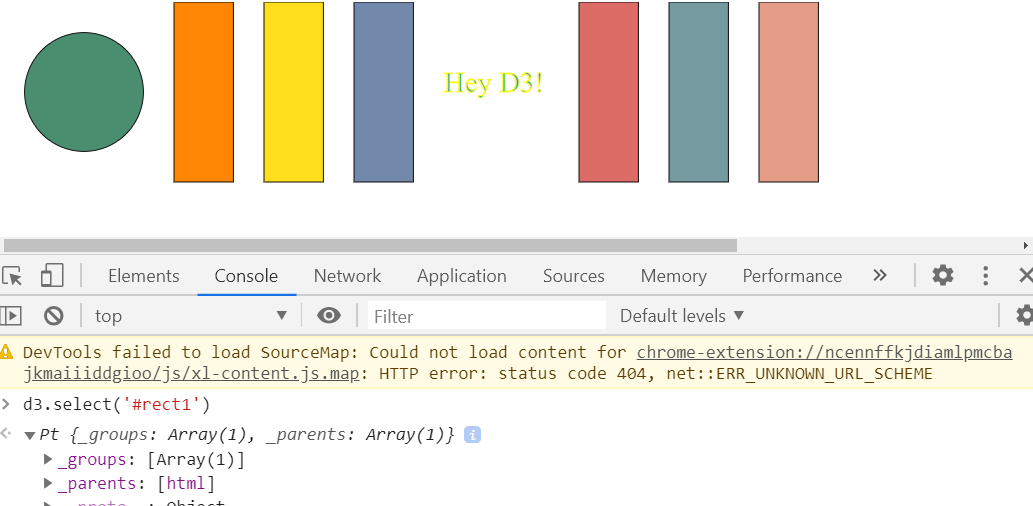 Hey D3!
Elements Console Network Application Sources Memory Performance »
top ▼ Filter Default levels ▼
DevTools failed to load SourceMap: Could not load content for chrome-extension://ncennffkjdiamlpmcba
jkmaiiiddgioo/js/xl-content.js.map: HTTP error: status code 404, net::ERR_UNKNOWN_URL_SCHEME
> d3.select('#rect1')
▼Pt {_groups: Array(1), _parents: Array(1)} i
▶_groups: [Array(1)]
▶_parents: [html]